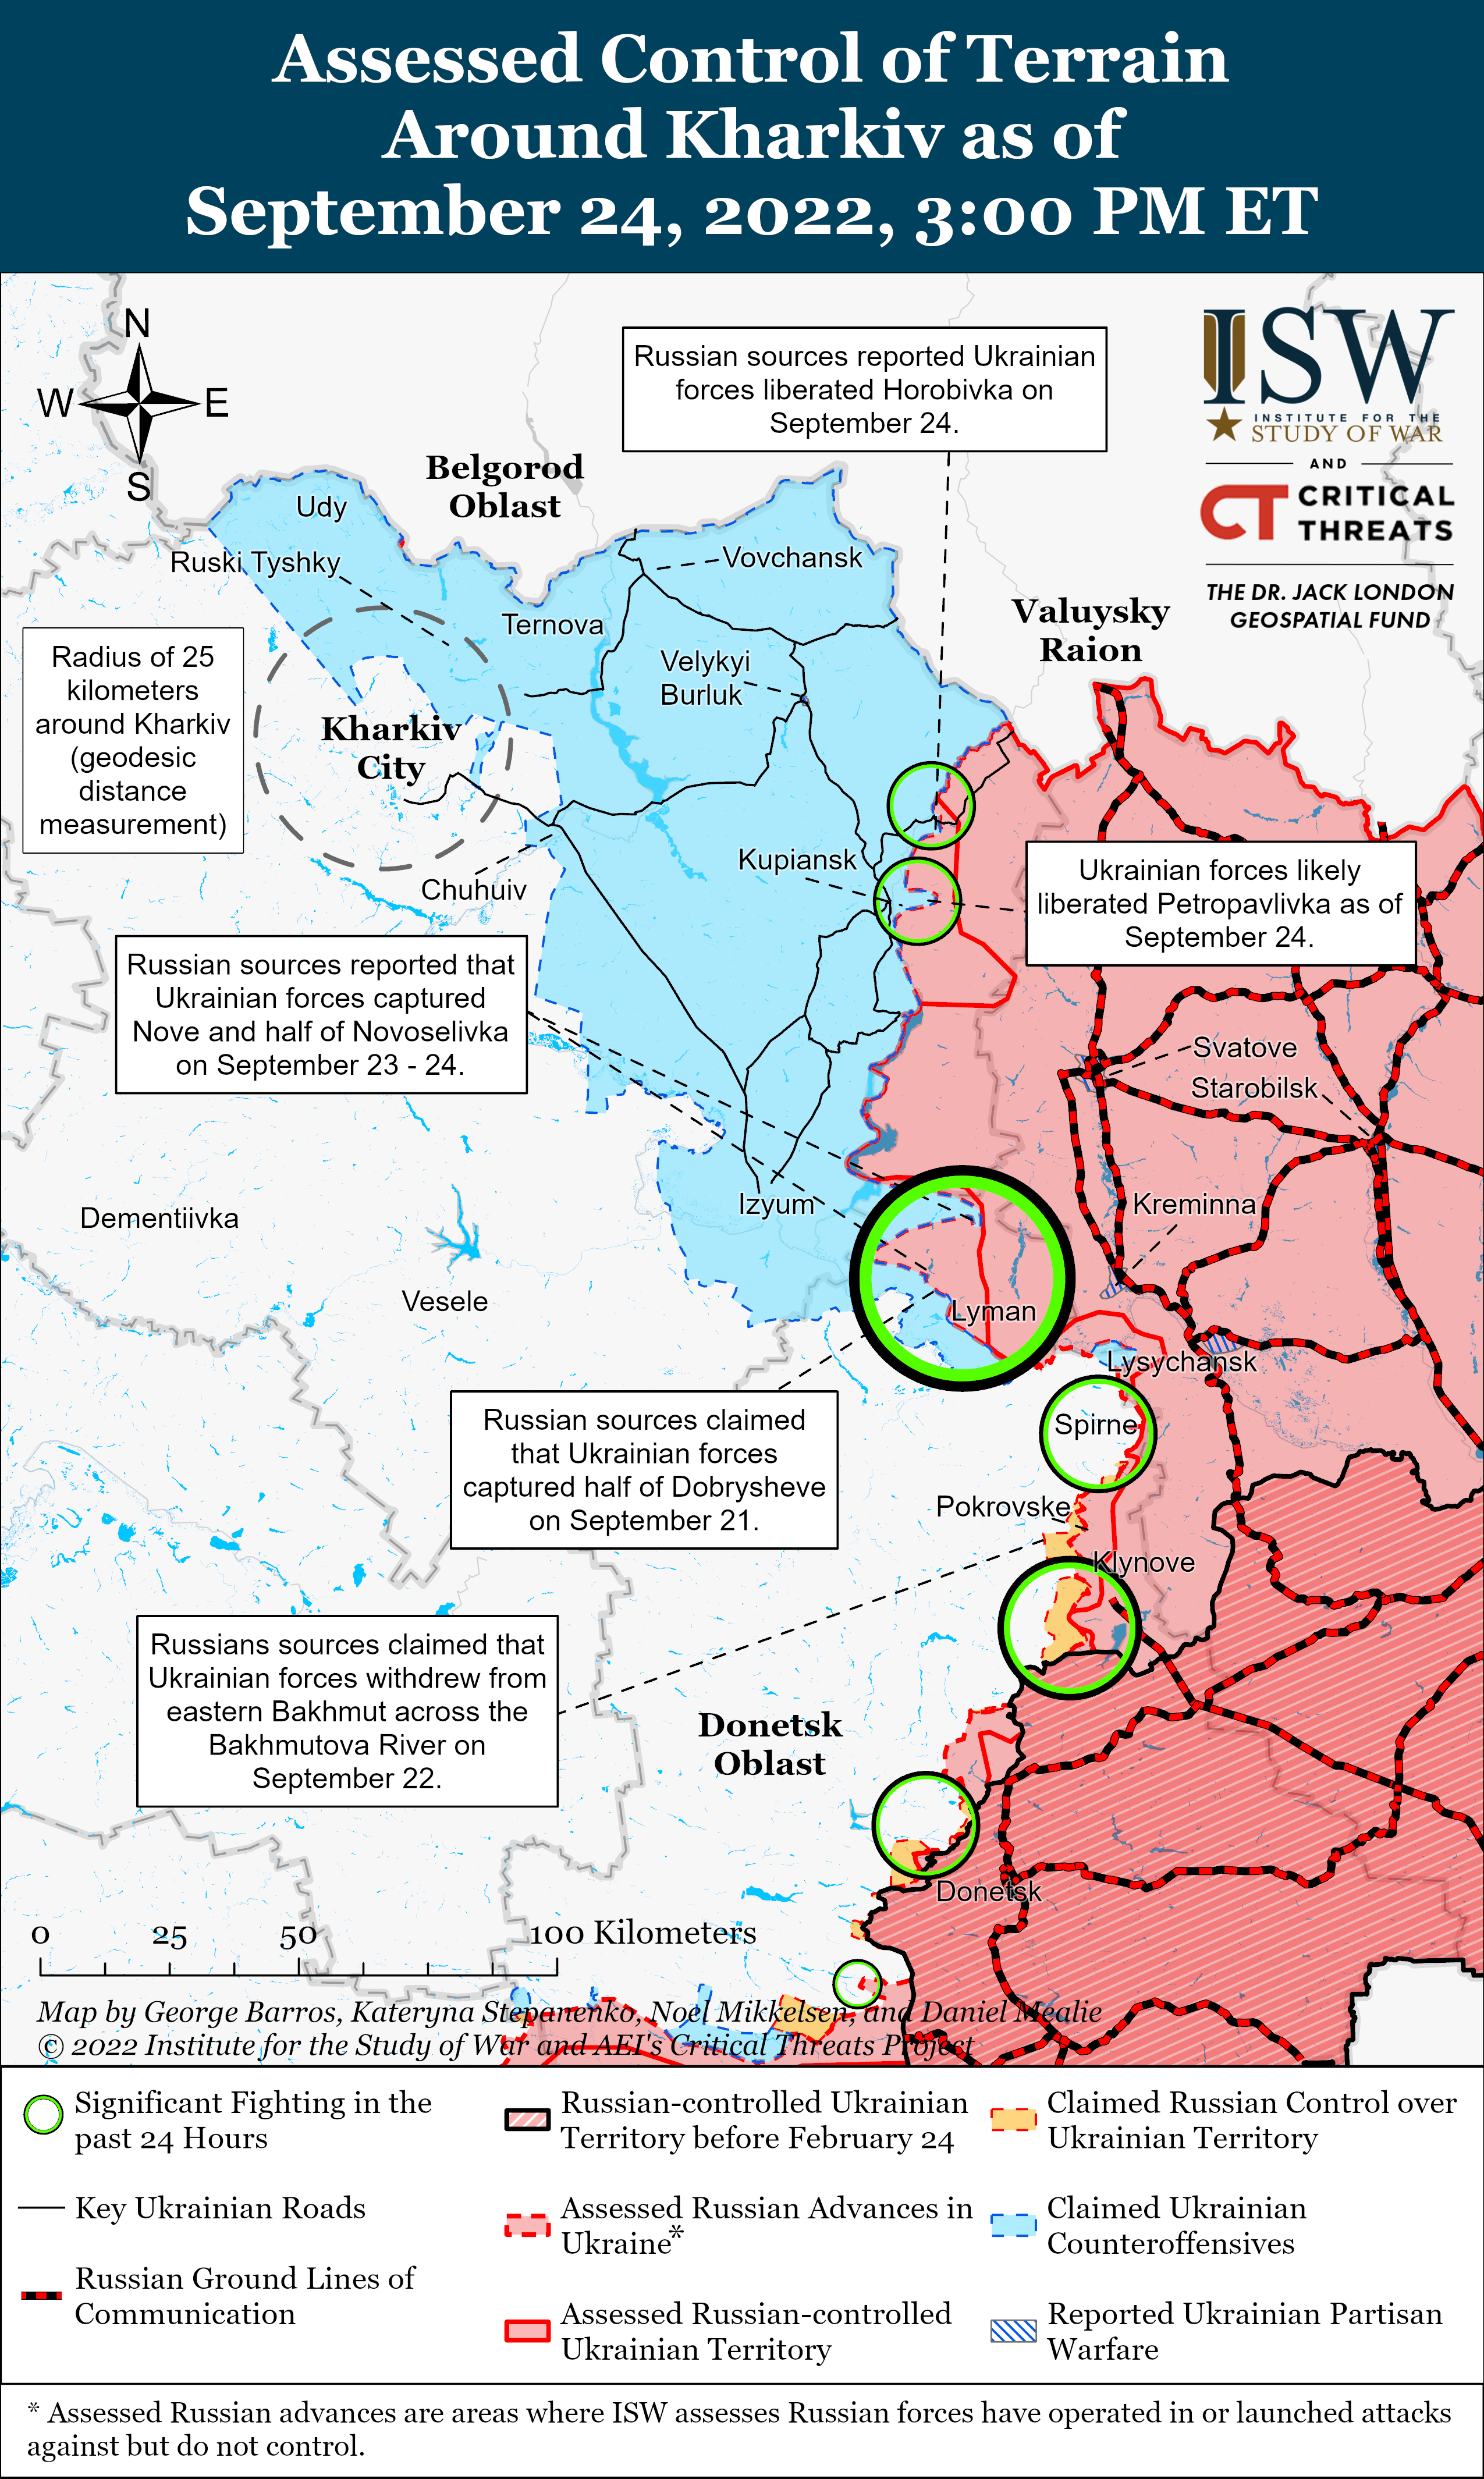 Assessed Control of Terrain
Around Kharkiv as of
September 24, 2022, 3:00 PM ET
N
W
E
S
Russian sources reported Ukrainian
forces liberated Horobivka on
September 24.
ISW
INSTITUTE FOR THE
STUDY OF WAR
AND
CT CRITICAL
THREATS
THE DR. JACK LONDON
GEOSPATIAL FUND
Belgorod
Oblast
Udy
Ruski Tyshky
Vovchansk
Ternova
Valuysky
Raion
Radius of 25
kilometers
around Kharkiv
(geodesic
distance
measurement)
Velykyi
Burluk
Kharkiv
City
Kupiansk
Chuhuiv
Ukrainian forces likely
liberated Petropavlivka as of
September 24.
Russian sources reported that
Ukrainian forces captured
Nove and half of Novoselivka
on September 23 - 24.
Svatove
Starobilsk
Izyum
Kreminna
Dementiivka
Vesele
Lyman
Lysychansk
Russian sources claimed
that Ukrainian forces
captured half of Dobrysheve
on September 21.
Spirne
Pokrovske
Klynove
Russians sources claimed that
Ukrainian forces withdrew from
eastern Bakhmut across the
Bakhmutova River on
September 22.
Donetsk
Oblast
Donetsk
0 25 50 100 Kilometers
Map by George Barros, Kateryna Stepanenko, Noel Mikkelsen, and Daniel Mealie
© 2022 Institute for the Study of War and AEI's Critical Threats Project
Significant Fighting in the
past 24 Hours
Key Ukrainian Roads
Russian Ground Lines of
Communication
Russian-controlled Ukrainian
Territory before February 24
Assessed Russian Advances in
Ukraine*
Assessed Russian-controlled
Ukrainian Territory
Claimed Russian Control over
Ukrainian Territory
Claimed Ukrainian
Counteroffensives
Reported Ukrainian Partisan
Warfare
* Assessed Russian advances are areas where ISW assesses Russian forces have operated in or launched attacks
against but do not control.